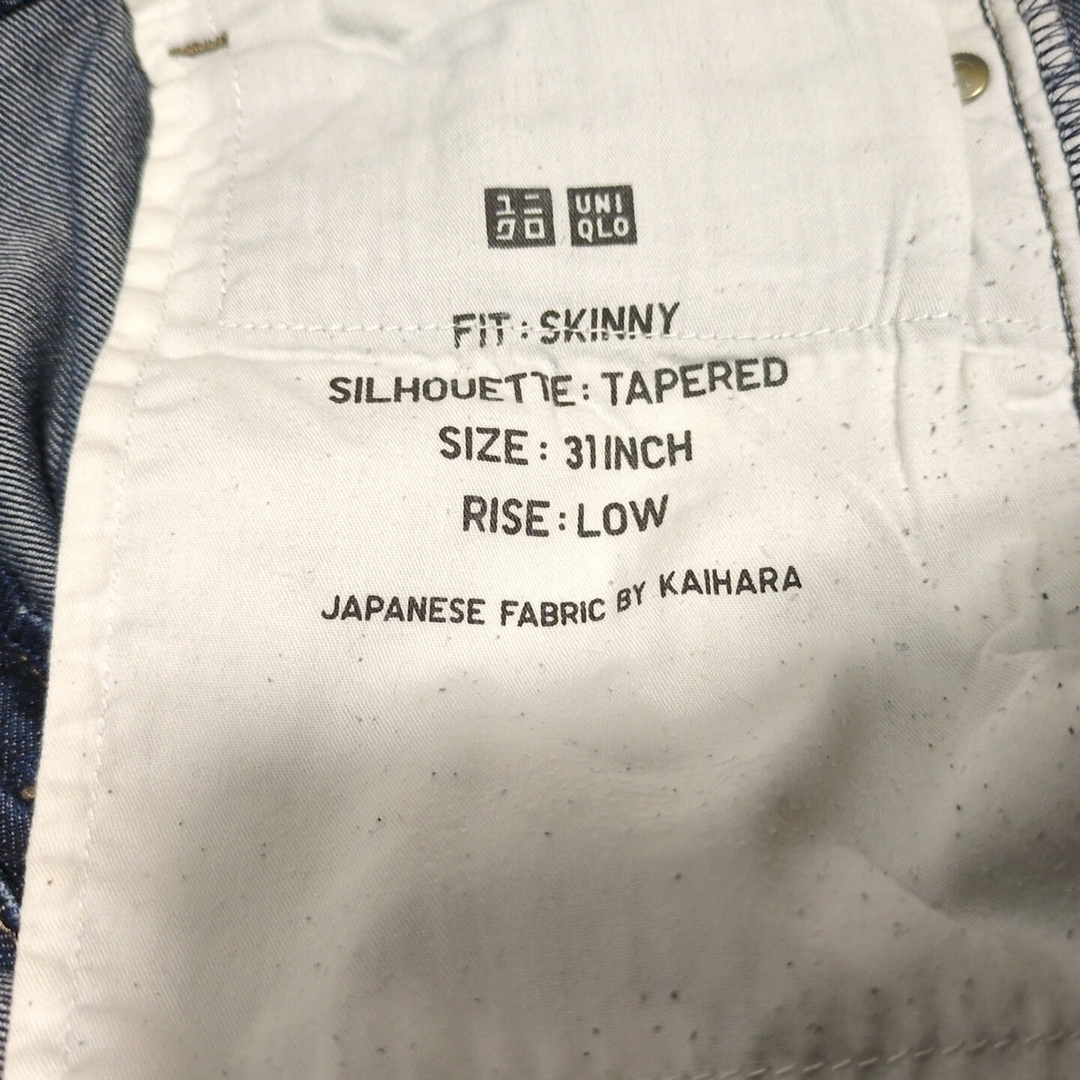 ユニ UNI
クロ QLO
FIT : SKINNY
SILHOUETTE : TAPERED
SIZE : 31INCH
RISE : LOW
JAPANESE FABRIC BY KAIHARA